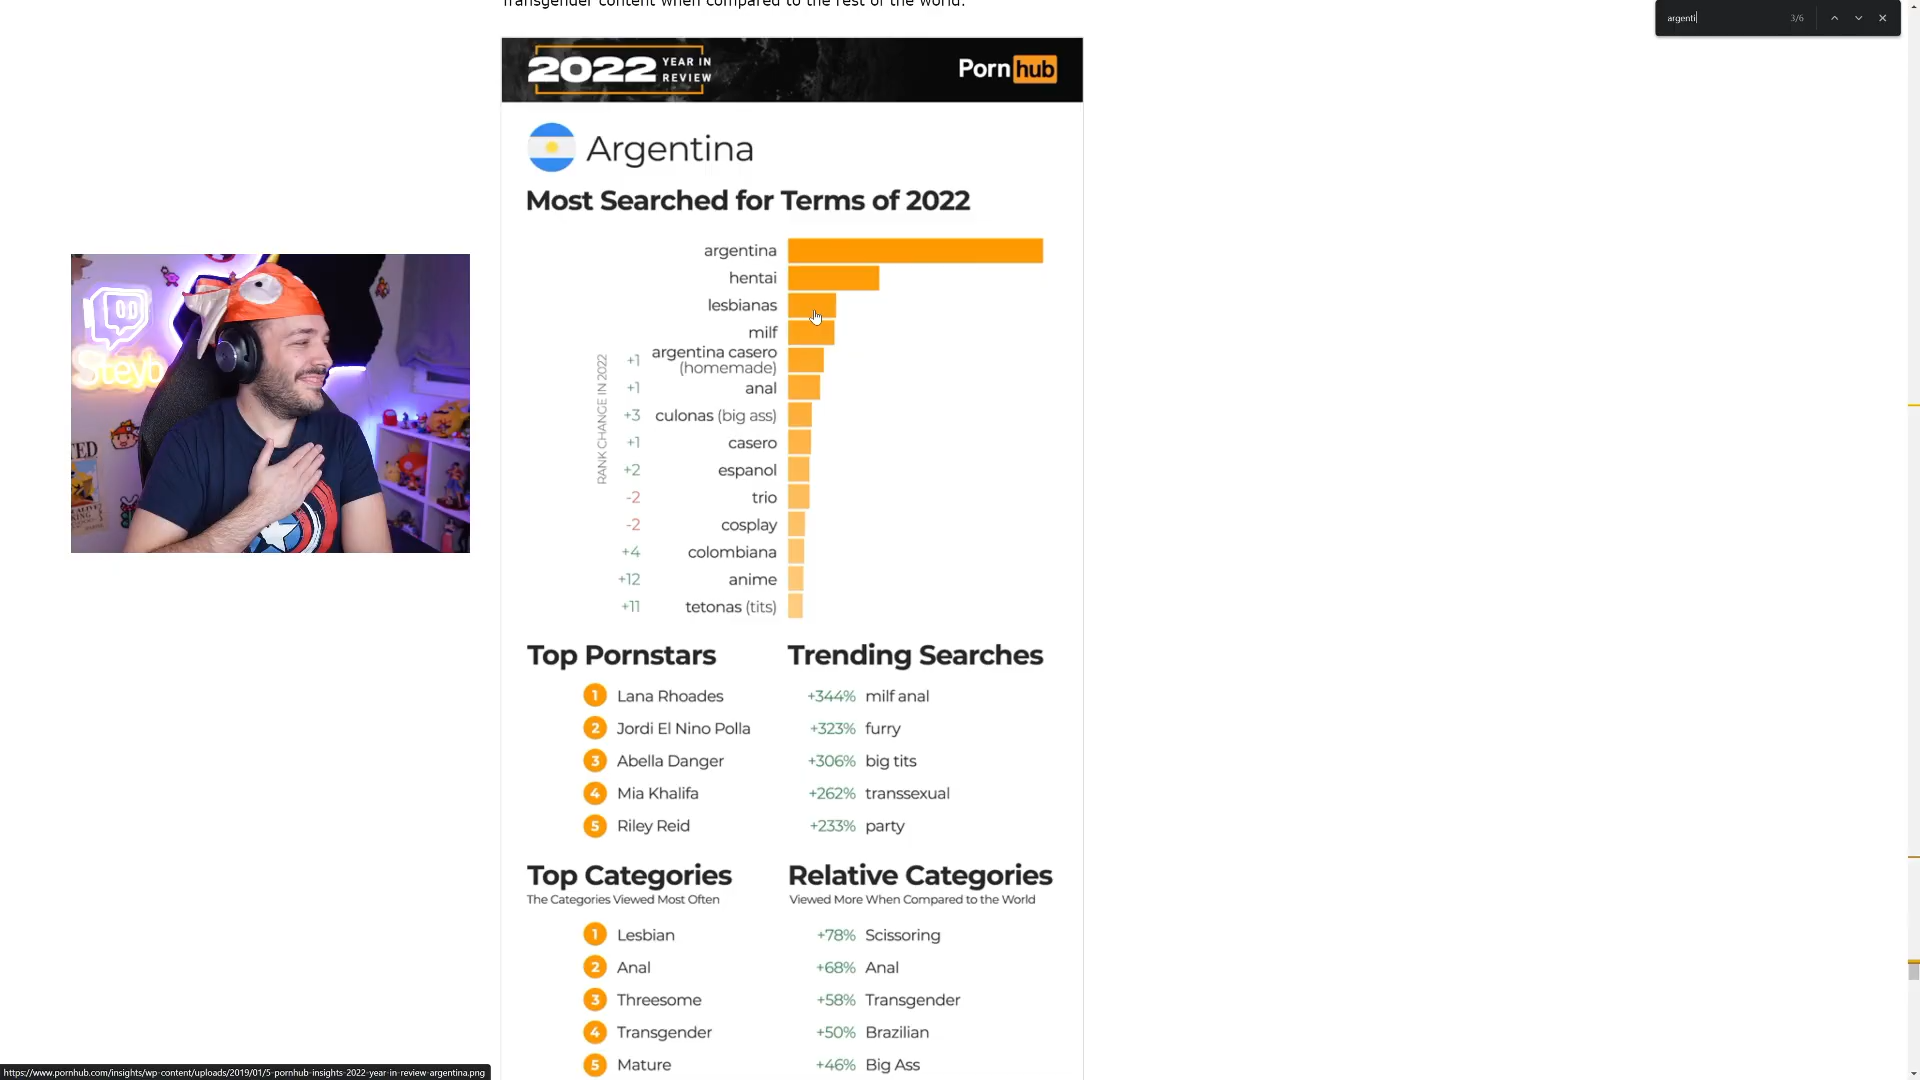 Transgender content when compared to the rest of the world.
argenti
3/6
2022 YEAR IN REVIEW
Porn hub
Argentina
Most Searched for Terms of 2022
RANK CHANGE IN 2022
argentina
hentai
lesbianas
milf
+1 argentina casero (homemade)
+1 anal
+3 culonas (big ass)
+1 casero
+2 espanol
-2 trio
-2 cosplay
+4 colombiana
+12 anime
+11 tetonas (tits)
Top Pornstars
1 Lana Rhoades
2 Jordi El Nino Polla
3 Abella Danger
4 Mia Khalifa
5 Riley Reid
Trending Searches
+344% milf anal
+323% furry
+306% big tits
+262% transsexual
+233% party
Top Categories
The Categories Viewed Most Often
1 Lesbian
2 Anal
3 Threesome
4 Transgender
5 Mature
Relative Categories
Viewed More When Compared to the World
+78% Scissoring
+68% Anal
+58% Transgender
+50% Brazilian
+46% Big Ass
Steyb
https://www.pornhub.com/insights/wp-content/uploads/2019/01/5-pornhub-insights-2022-year-in-review-argentina.png